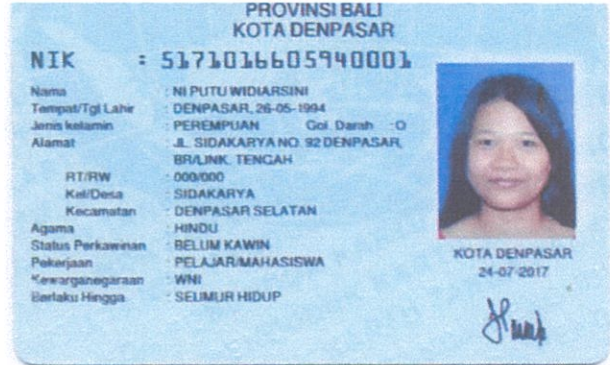 PROVINSI BALI
KOTA DENPASAR
NIK : 5171016605940001
Nama : NI PUTU WIDIARSINI
Tempat/Tgl Lahir : DENPASAR, 26-05-1994
Jenis kelamin : PEREMPUAN Gol. Darah :O
Alamat : JL. SIDAKARYA NO. 92 DENPASAR,
BR/LINK. TENGAH
RT/RW : 000/000
Kel/Desa : SIDAKARYA
Kecamatan : DENPASAR SELATAN
Agama : HINDU
Status Perkawinan : BELUM KAWIN
Pekerjaan : PELAJAR/MAHASISWA
Kewarganegaraan : WNI
Berlaku Hingga : SEUMUR HIDUP
KOTA DENPASAR
24-07-2017